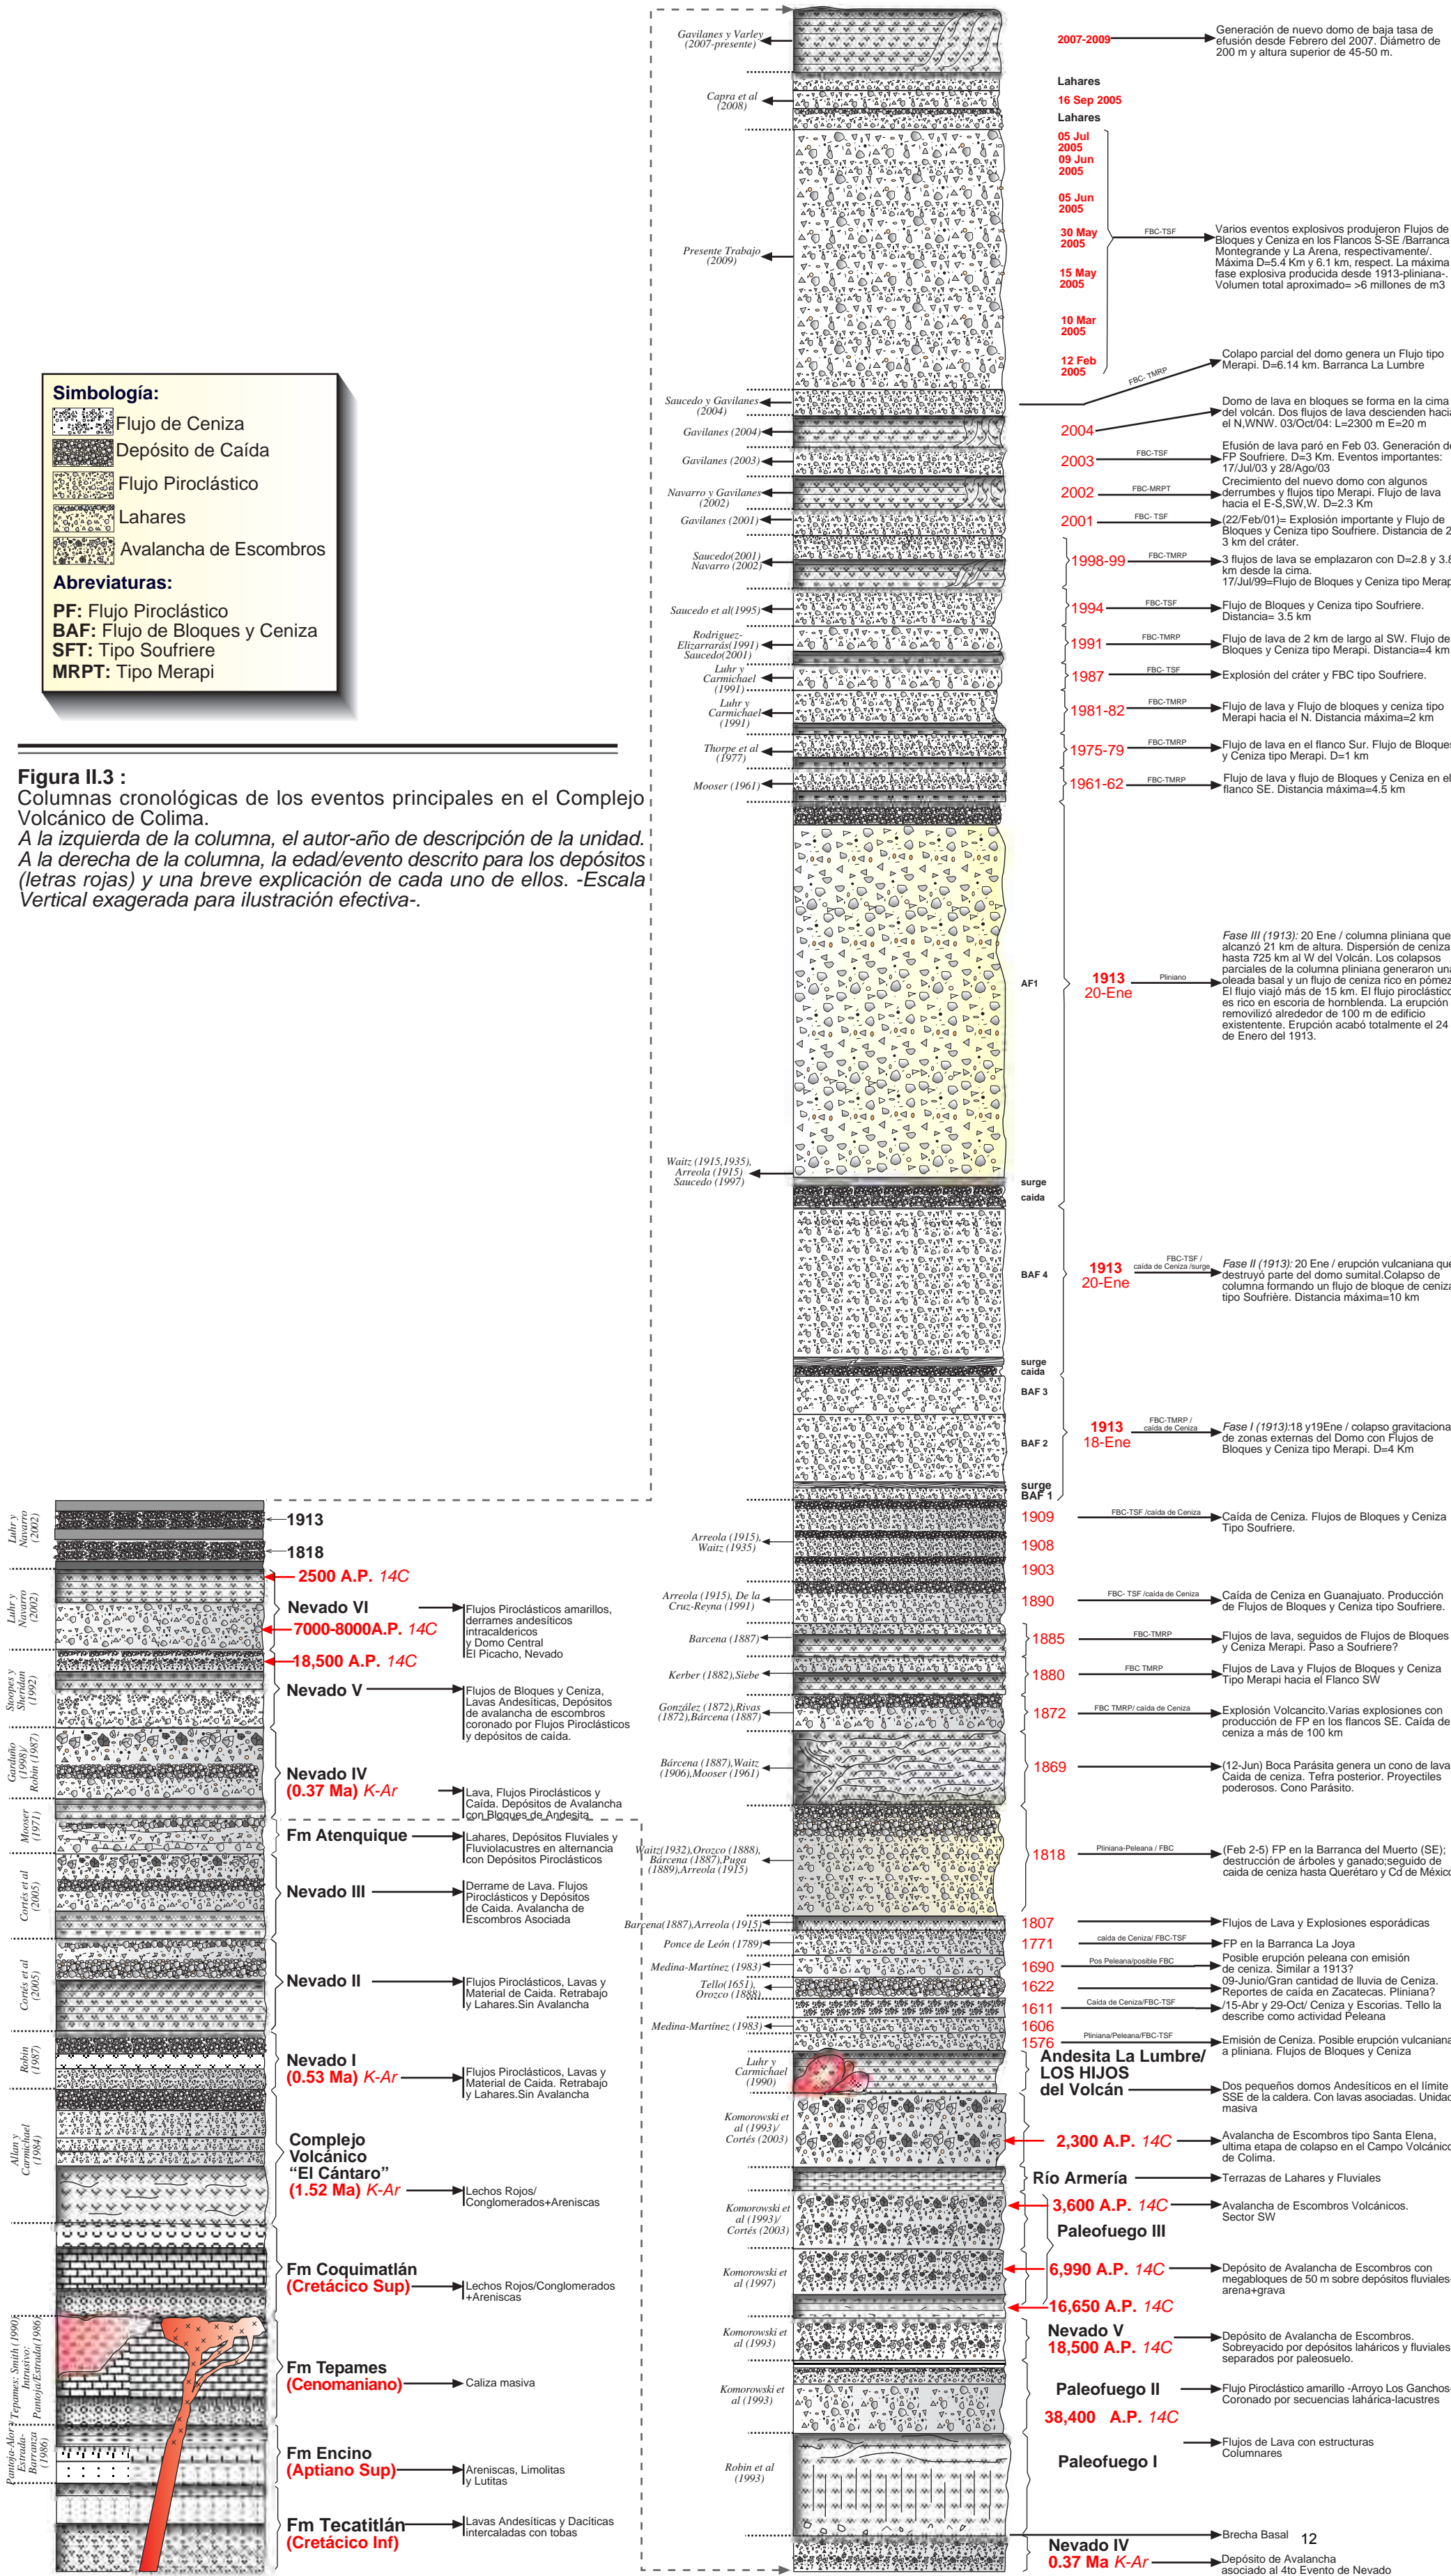 Simbología:
Flujo de Ceniza
Depósito de Caída
Flujo Piroclástico
Lahares
Avalancha de Escombros
Abreviaturas:
PF: Flujo Piroclástico
BAF: Flujo de Bloques y Ceniza
SFT: Tipo Soufriere
MRPT: Tipo Merapi
Figura II.3 :
Columnas cronológicas de los eventos principales en el Complejo
Volcánico de Colima.
A la izquierda de la columna, el autor-año de descripción de la unidad.
A la derecha de la columna, la edad/evento descrito para los depósitos
(letras rojas) y una breve explicación de cada uno de ellos. -Escala
Vertical exagerada para ilustración efectiva-.
Luhr y
Navarro
(2002)
1913
1818
2500 A.P. 14C
Luhr y
Navarro
(2002)
Nevado VI
7000-8000A.P. 14C
Flujos Piroclásticos amarillos,
derrames andesíticos
intracaldericos
y Domo Central
El Picacho, Nevado
18,500 A.P. 14C
Stoopes y
Sheridan
(1992)
Nevado V
Flujos de Bloques y Ceniza,
Lavas Andesíticas, Depósitos
de avalancha de escombros
coronado por Flujos Piroclásticos
y depósitos de caída.
Garduño
(1998)/
Robin (1987)
Nevado IV
(0.37 Ma) K-Ar
Lava, Flujos Piroclásticos y
Caída. Depósitos de Avalancha
con Bloques de Andesita
Mooser
(1971)
Fm Atenquique
Lahares, Depósitos Fluviales y
Fluviolacustres en alternancia
con Depósitos Piroclásticos
Cortés et al
(2005)
Nevado III
Derrame de Lava. Flujos
Piroclásticos y Depósitos
de Caida. Avalancha de
Escombros Asociada
Cortés et al
(2005)
Nevado II
Flujos Piroclásticos, Lavas y
Material de Caida. Retrabajo
y Lahares.Sin Avalancha
Robin
(1987)
Nevado I
(0.53 Ma) K-Ar
Flujos Piroclásticos, Lavas y
Material de Caida. Retrabajo
y Lahares.Sin Avalancha
Allan y
Carmichael
(1984)
Complejo
Volcánico
“El Cántaro”
(1.52 Ma) K-Ar
Lechos Rojos/
Conglomerados+Areniscas
Fm Coquimatlán
(Cretácico Sup)
Lechos Rojos/Conglomerados
+Areniscas
Tepames: Smith (1990)
Intrusivo:
Pantoja/Estrada(1986)
Fm Tepames
(Cenomaniano)
Caliza masiva
Pantoja-Alor y
Estrada-
Barranza
(1986)
Fm Encino
(Aptiano Sup)
Areniscas, Limolitas
y Lutitas
Fm Tecatitlán
(Cretácico Inf)
Lavas Andesíticas y Dacíticas
intercaladas con tobas
Gavilanes y Varley
(2007-presente)
2007-2009
Generación de nuevo domo de baja tasa de
efusión desde Febrero del 2007. Diámetro de
200 m y altura superior de 45-50 m.
Capra et al
(2008)
Lahares
16 Sep 2005
Lahares
Presente Trabajo
(2009)
05 Jul
2005
09 Jun
2005
05 Jun
2005
30 May
2005
15 May
2005
10 Mar
2005
12 Feb
2005
FBC-TSF
Varios eventos explosivos produjeron Flujos de
Bloques y Ceniza en los Flancos S-SE /Barranca
Montegrande y La Arena, respectivamente/.
Máxima D=5.4 Km y 6.1 km, respect. La máxima
fase explosiva producida desde 1913-pliniana-.
Volumen total aproximado= >6 millones de m3
Saucedo y Gavilanes
(2004)
FBC- TMRP
Colapo parcial del domo genera un Flujo tipo
Merapi. D=6.14 km. Barranca La Lumbre
Gavilanes (2004)
2004
Domo de lava en bloques se forma en la cima
del volcán. Dos flujos de lava descienden hacia
el N,WNW. 03/Oct/04: L=2300 m E=20 m
Gavilanes (2003)
2003
FBC-TSF
Efusión de lava paró en Feb 03. Generación de
FP Soufriere. D=3 Km. Eventos importantes:
17/Jul/03 y 28/Ago/03
Navarro y Gavilanes
(2002)
2002
FBC-MRPT
Crecimiento del nuevo domo con algunos
derrumbes y flujos tipo Merapi. Flujo de lava
hacia el E-S,SW,W. D=2.3 Km
Gavilanes (2001)
2001
FBC- TSF
(22/Feb/01)= Explosión importante y Flujo de
Bloques y Ceniza tipo Soufriere. Distancia de 2
3 km del cráter.
Saucedo(2001)
Navarro (2002)
1998-99
FBC-TMRP
3 flujos de lava se emplazaron con D=2.8 y 3.8
km desde la cima.
17/Jul/99=Flujo de Bloques y Ceniza tipo Merap
Saucedo et al(1995)
1994
FBC-TSF
Flujo de Bloques y Ceniza tipo Soufriere.
Distancia= 3.5 km
Rodriguez-
Elizarrarás(1991)
Saucedo(2001)
1991
FBC-TMRP
Flujo de lava de 2 km de largo al SW. Flujo de
Bloques y Ceniza tipo Merapi. Distancia=4 km
Luhr y
Carmichael
(1991)
1987
FBC- TSF
Explosión del cráter y FBC tipo Soufriere.
Luhr y
Carmichael
(1991)
1981-82
FBC-TMRP
Flujo de lava y Flujo de bloques y ceniza tipo
Merapi hacia el N. Distancia máxima=2 km
Thorpe et al
(1977)
1975-79
FBC-TMRP
Flujo de lava en el flanco Sur. Flujo de Bloques
y Ceniza tipo Merapi. D=1 km
Mooser (1961)
1961-62
FBC-TMRP
Flujo de lava y flujo de Bloques y Ceniza en el
flanco SE. Distancia máxima=4.5 km
AF1
1913
20-Ene
Pliniano
Fase III (1913): 20 Ene / columna pliniana que
alcanzó 21 km de altura. Dispersión de ceniza
hasta 725 km al W del Volcán. Los colapsos
parciales de la columna pliniana generaron una
oleada basal y un flujo de ceniza rico en pómez
El flujo viajó más de 15 km. El flujo piroclástico
es rico en escoria de hornblenda. La erupción
removilizó alrededor de 100 m de edificio
existentente. Erupción acabó totalmente el 24
de Enero del 1913.
Waitz (1915,1935),
Arreola (1915)
Saucedo (1997)
surge
caida
BAF 4
1913
20-Ene
FBC-TSF /
caída de Ceniza /surge
Fase II (1913): 20 Ene / erupción vulcaniana que
destruyó parte del domo sumital.Colapso de
columna formando un flujo de bloque de ceniza
tipo Soufrière. Distancia máxima=10 km
surge
caida
BAF 3
BAF 2
1913
18-Ene
FBC-TMRP /
caída de Ceniza
Fase I (1913):18 y19Ene / colapso gravitaciona
de zonas externas del Domo con Flujos de
Bloques y Ceniza tipo Merapi. D=4 Km
surge
BAF 1
1909
FBC-TSF /caída de Ceniza
Caída de Ceniza. Flujos de Bloques y Ceniza
Tipo Soufriere.
Arreola (1915),
Waitz (1935)
1908
1903
Arreola (1915), De la
Cruz-Reyna (1991)
1890
FBC- TSF /caída de Ceniza
Caída de Ceniza en Guanajuato. Producción
de Flujos de Bloques y Ceniza tipo Soufriere.
Barcena (1887)
1885
FBC-TMRP
Flujos de lava, seguidos de Flujos de Bloques
y Ceniza Merapi. Paso a Soufriere?
Kerber (1882),Siebe
1880
FBC TMRP
Flujos de Lava y Flujos de Bloques y Ceniza
Tipo Merapi hacia el Flanco SW
González (1872),Rivas
(1872),Bárcena (1887)
1872
FBC TMRP/ caída de Ceniza
Explosión Volcancito.Varias explosiones con
producción de FP en los flancos SE. Caída de
ceniza a más de 100 km
Bárcena (1887),Waitz
(1906),Mooser (1961)
1869
(12-Jun) Boca Parásita genera un cono de lava
Caida de ceniza. Tefra posterior. Proyectiles
poderosos. Cono Parásito.
Waitz(1932),Orozco (1888),
Bárcena (1887),Puga
(1889),Arreola (1915)
1818
Pliniana-Peleana / FBC
(Feb 2-5) FP en la Barranca del Muerto (SE);
destrucción de árboles y ganado;seguido de
caida de ceniza hasta Querétaro y Cd de México
Barcena(1887),Arreola (1915)
1807
Flujos de Lava y Explosiones esporádicas
Ponce de León (1789)
1771
caída de Ceniza/ FBC-TSF
FP en la Barranca La Joya
Medina-Martínez (1983)
1690
Pos Peleana/posible FBC
Posible erupción peleana con emisión
de ceniza. Similar a 1913?
Tello(1651),
Orozco (1888)
1622
09-Junio/Gran cantidad de lluvia de Ceniza.
Reportes de caída en Zacatecas. Pliniana?
1611
Caída de Ceniza/FBC-TSF
/15-Abr y 29-Oct/ Ceniza y Escorias. Tello la
describe como actividad Peleana
Medina-Martínez (1983)
1606
1576
Pliniana/Peleana/FBC-TSF
Emisión de Ceniza. Posible erupción vulcaniana
a pliniana. Flujos de Bloques y Ceniza
Luhr y
Carmichael
(1990)
Andesita La Lumbre/
LOS HIJOS
del Volcán
Dos pequeños domos Andesíticos en el límite
SSE de la caldera. Con lavas asociadas. Unidad
masiva
Komorowski et
al (1993)/
Cortés (2003)
2,300 A.P. 14C
Avalancha de Escombros tipo Santa Elena,
ultima etapa de colapso en el Campo Volcánico
de Colima.
Río Armería
Terrazas de Lahares y Fluviales
Komorowski et
al (1993)/
Cortés (2003)
3,600 A.P. 14C
Avalancha de Escombros Volcánicos.
Sector SW
Paleofuego III
Komorowski et
al (1997)
6,990 A.P. 14C
Depósito de Avalancha de Escombros con
megabloques de 50 m sobre depósitos fluviales-
arena+grava
16,650 A.P. 14C
Komorowski et
al (1993)
Nevado V
18,500 A.P. 14C
Depósito de Avalancha de Escombros.
Sobreyacido por depósitos laháricos y fluviales
separados por paleosuelo.
Komorowski et
al (1993)
Paleofuego II
38,400 A.P. 14C
Flujo Piroclástico amarillo -Arroyo Los Ganchos-
Coronado por secuencias lahárica-lacustres
Robin et al
(1993)
Paleofuego I
Flujos de Lava con estructuras
Columnares
Brecha Basal
12
Nevado IV
0.37 Ma K-Ar
Depósito de Avalancha
asociado al 4to Evento de Nevado